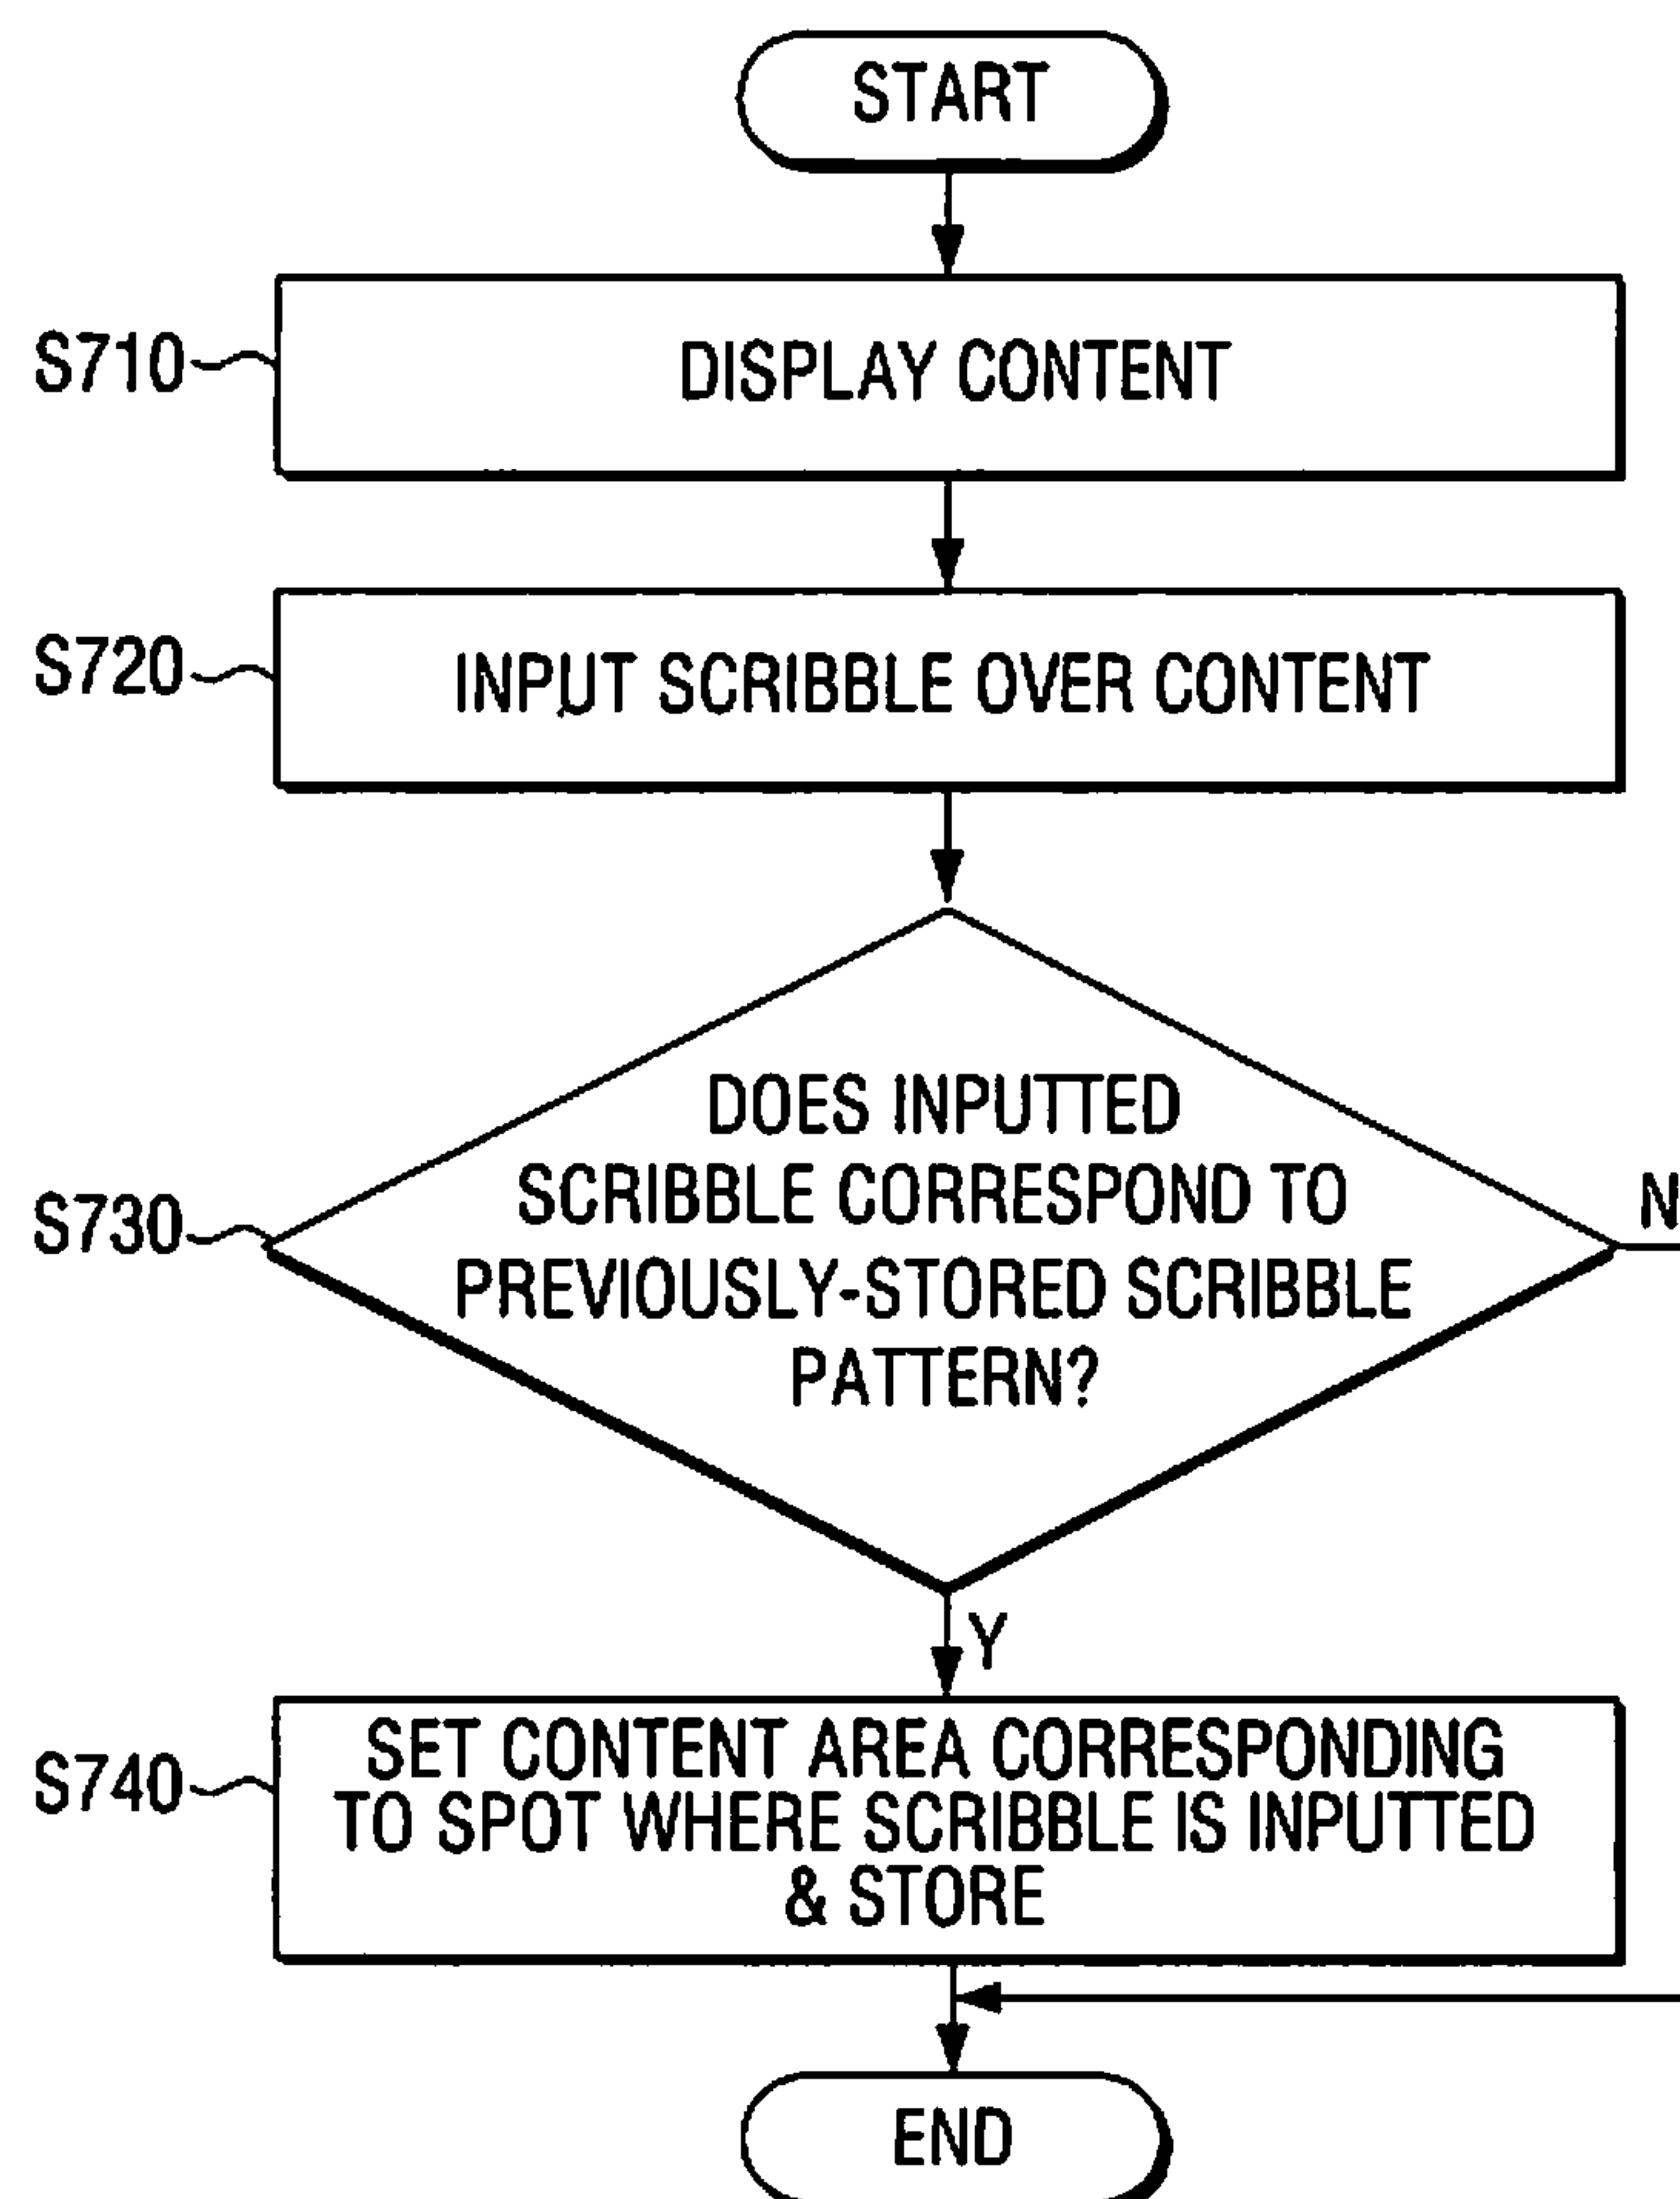 START
S710
DISPLAY CONTENT
S720
INPUT SCRIBBLE OVER CONTENT
DOES INPUTTED
SCRIBBLE CORRESPOND TO
S730
N
PREVIOUSLY-STORED SCRIBBLE
PATTERN?
Y
S740
SET CONTENT AREA CORRESPONDING
TO SPOT WHERE SCRIBBLE IS INPUTTED
& STORE
END